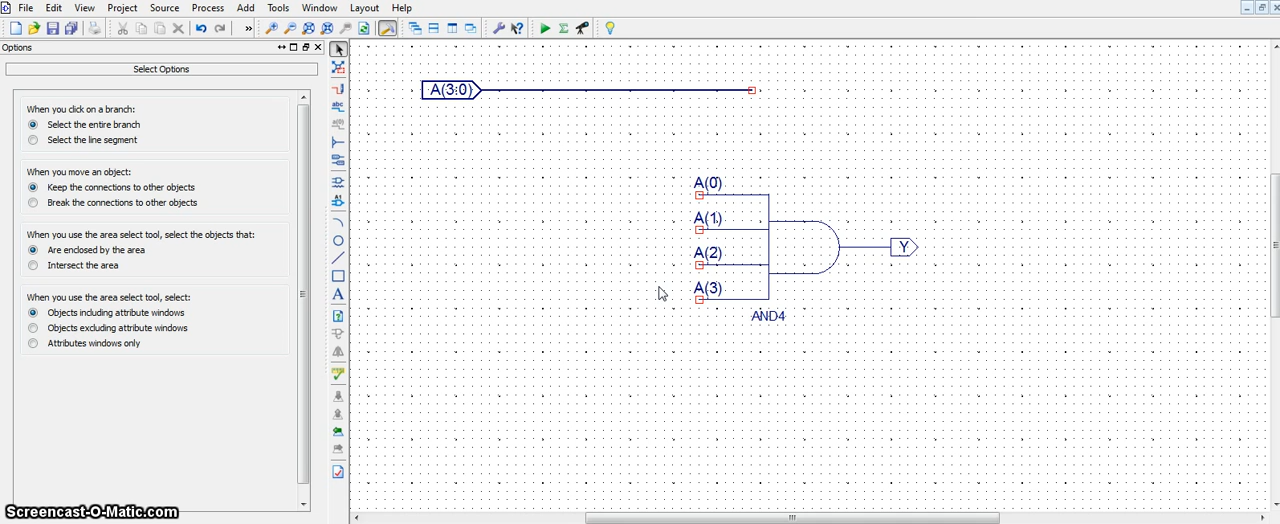 File Edit View Project Source Process Add Tools Window Layout Help
»
Options
Select Options
When you click on a branch:
Select the entire branch
Select the line segment
When you move an object:
Keep the connections to other objects
Break the connections to other objects
When you use the area select tool, select the objects that:
Are enclosed by the area
Intersect the area
When you use the area select tool, select:
Objects including attribute windows
Objects excluding attribute windows
Attributes windows only
abc
a(0)
A1
A
A(3:0)
A(0)
A(1)
A(2)
A(3)
Y
AND4
Screencast-O-Matic.com